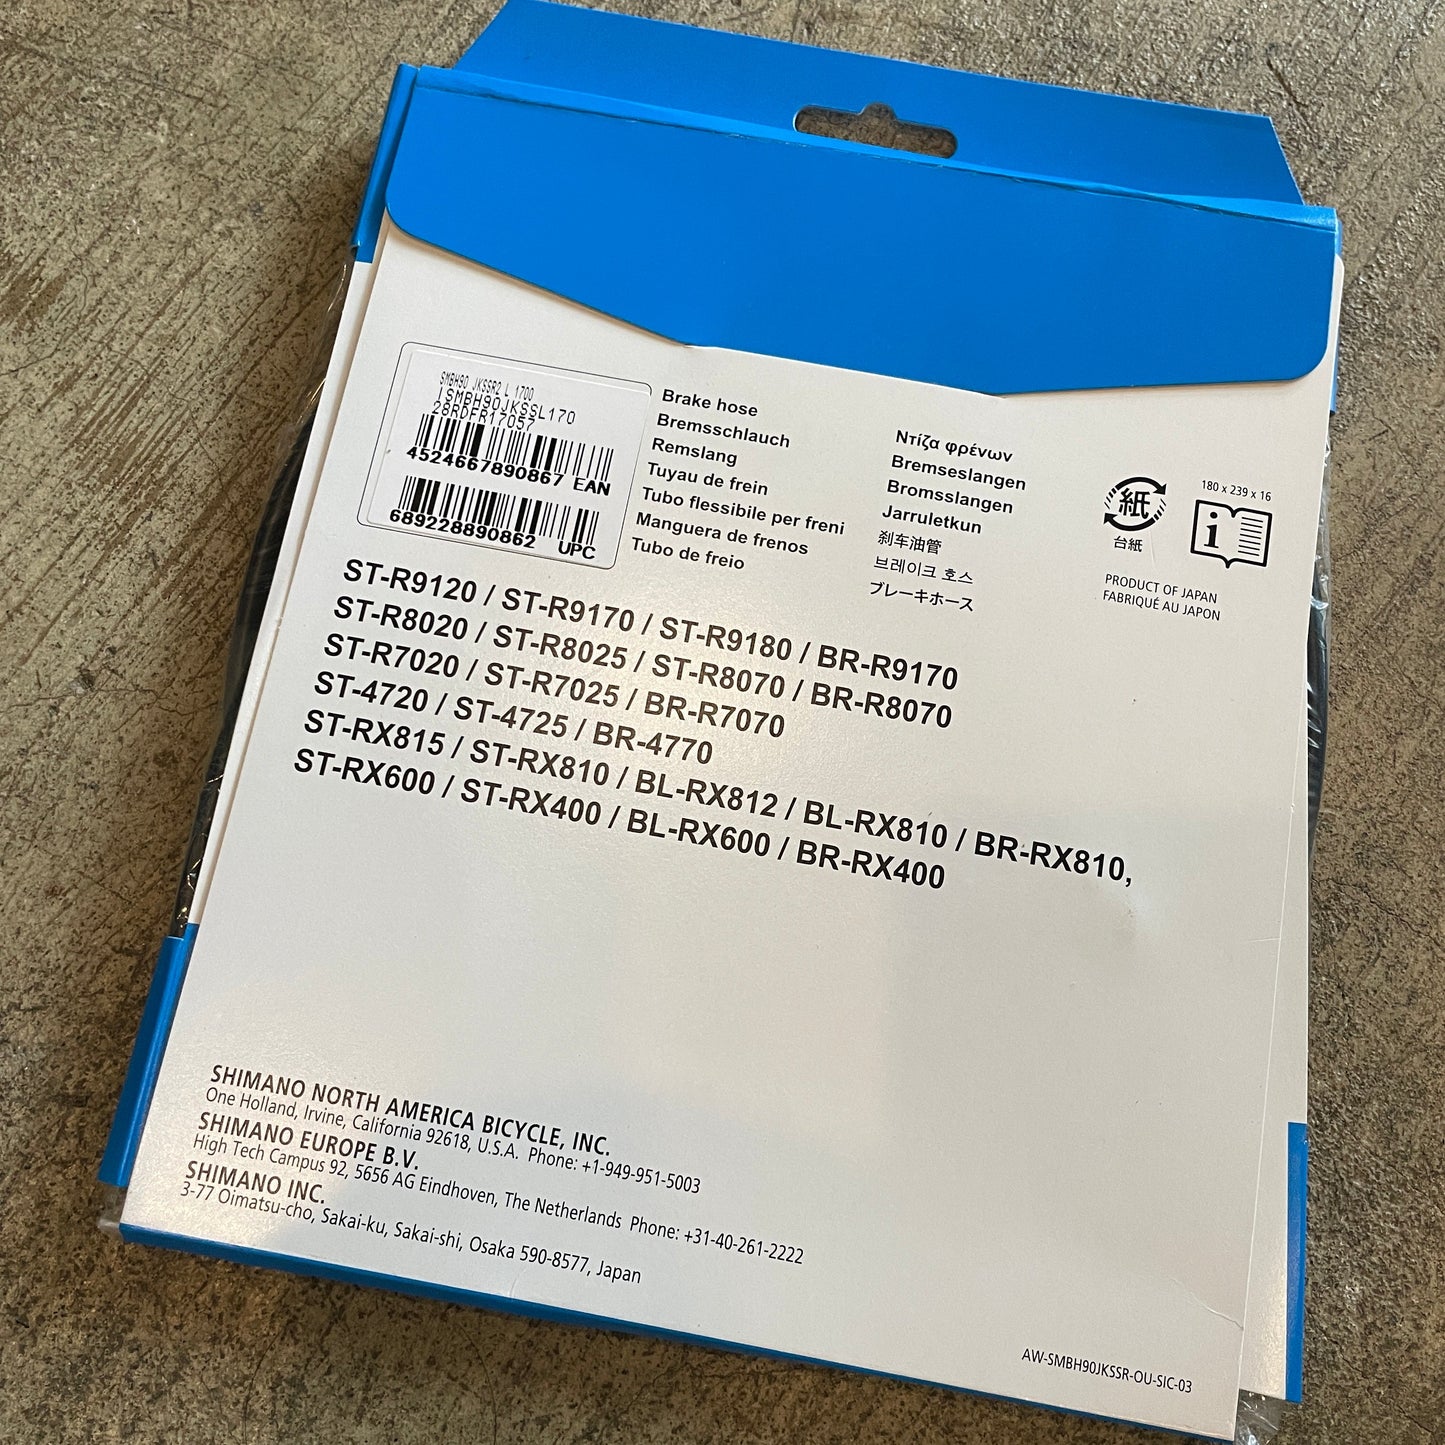 SMBH90 JKSSR2 L 1700
ISMBH90JKSSL170
28RDFR17057
4524667890867 EAN
689228890862 UPC
Brake hose
Bremsschlauch
Remslang
Tuyau de frein
Tubo flessibile per freni
Manguera de frenos
Tubo de freio
Ντίζα φρένων
Bremseslangen
Bromsslangen
Jarruletkun
刹车油管
브레이크 호스
ブレーキホース
紙
台紙
180 x 239 x 16
i
PRODUCT OF JAPAN
FABRIQUÉ AU JAPON
ST-R9120 / ST-R9170 / ST-R9180 / BR-R9170
ST-R8020 / ST-R8025 / ST-R8070 / BR-R8070
ST-R7020 / ST-R7025 / BR-R7070
ST-4720 / ST-4725 / BR-4770
ST-RX815 / ST-RX810 / BL-RX812 / BL-RX810 / BR-RX810,
ST-RX600 / ST-RX400 / BL-RX600 / BR-RX400
SHIMANO NORTH AMERICA BICYCLE, INC.
One Holland, Irvine, California 92618, U.S.A. Phone: +1-949-951-5003
SHIMANO EUROPE B.V.
High Tech Campus 92, 5656 AG Eindhoven, The Netherlands Phone: +31-40-261-2222
SHIMANO INC.
3-77 Oimatsu-cho, Sakai-ku, Sakai-shi, Osaka 590-8577, Japan
AW-SMBH90JKSSR-OU-SIC-03